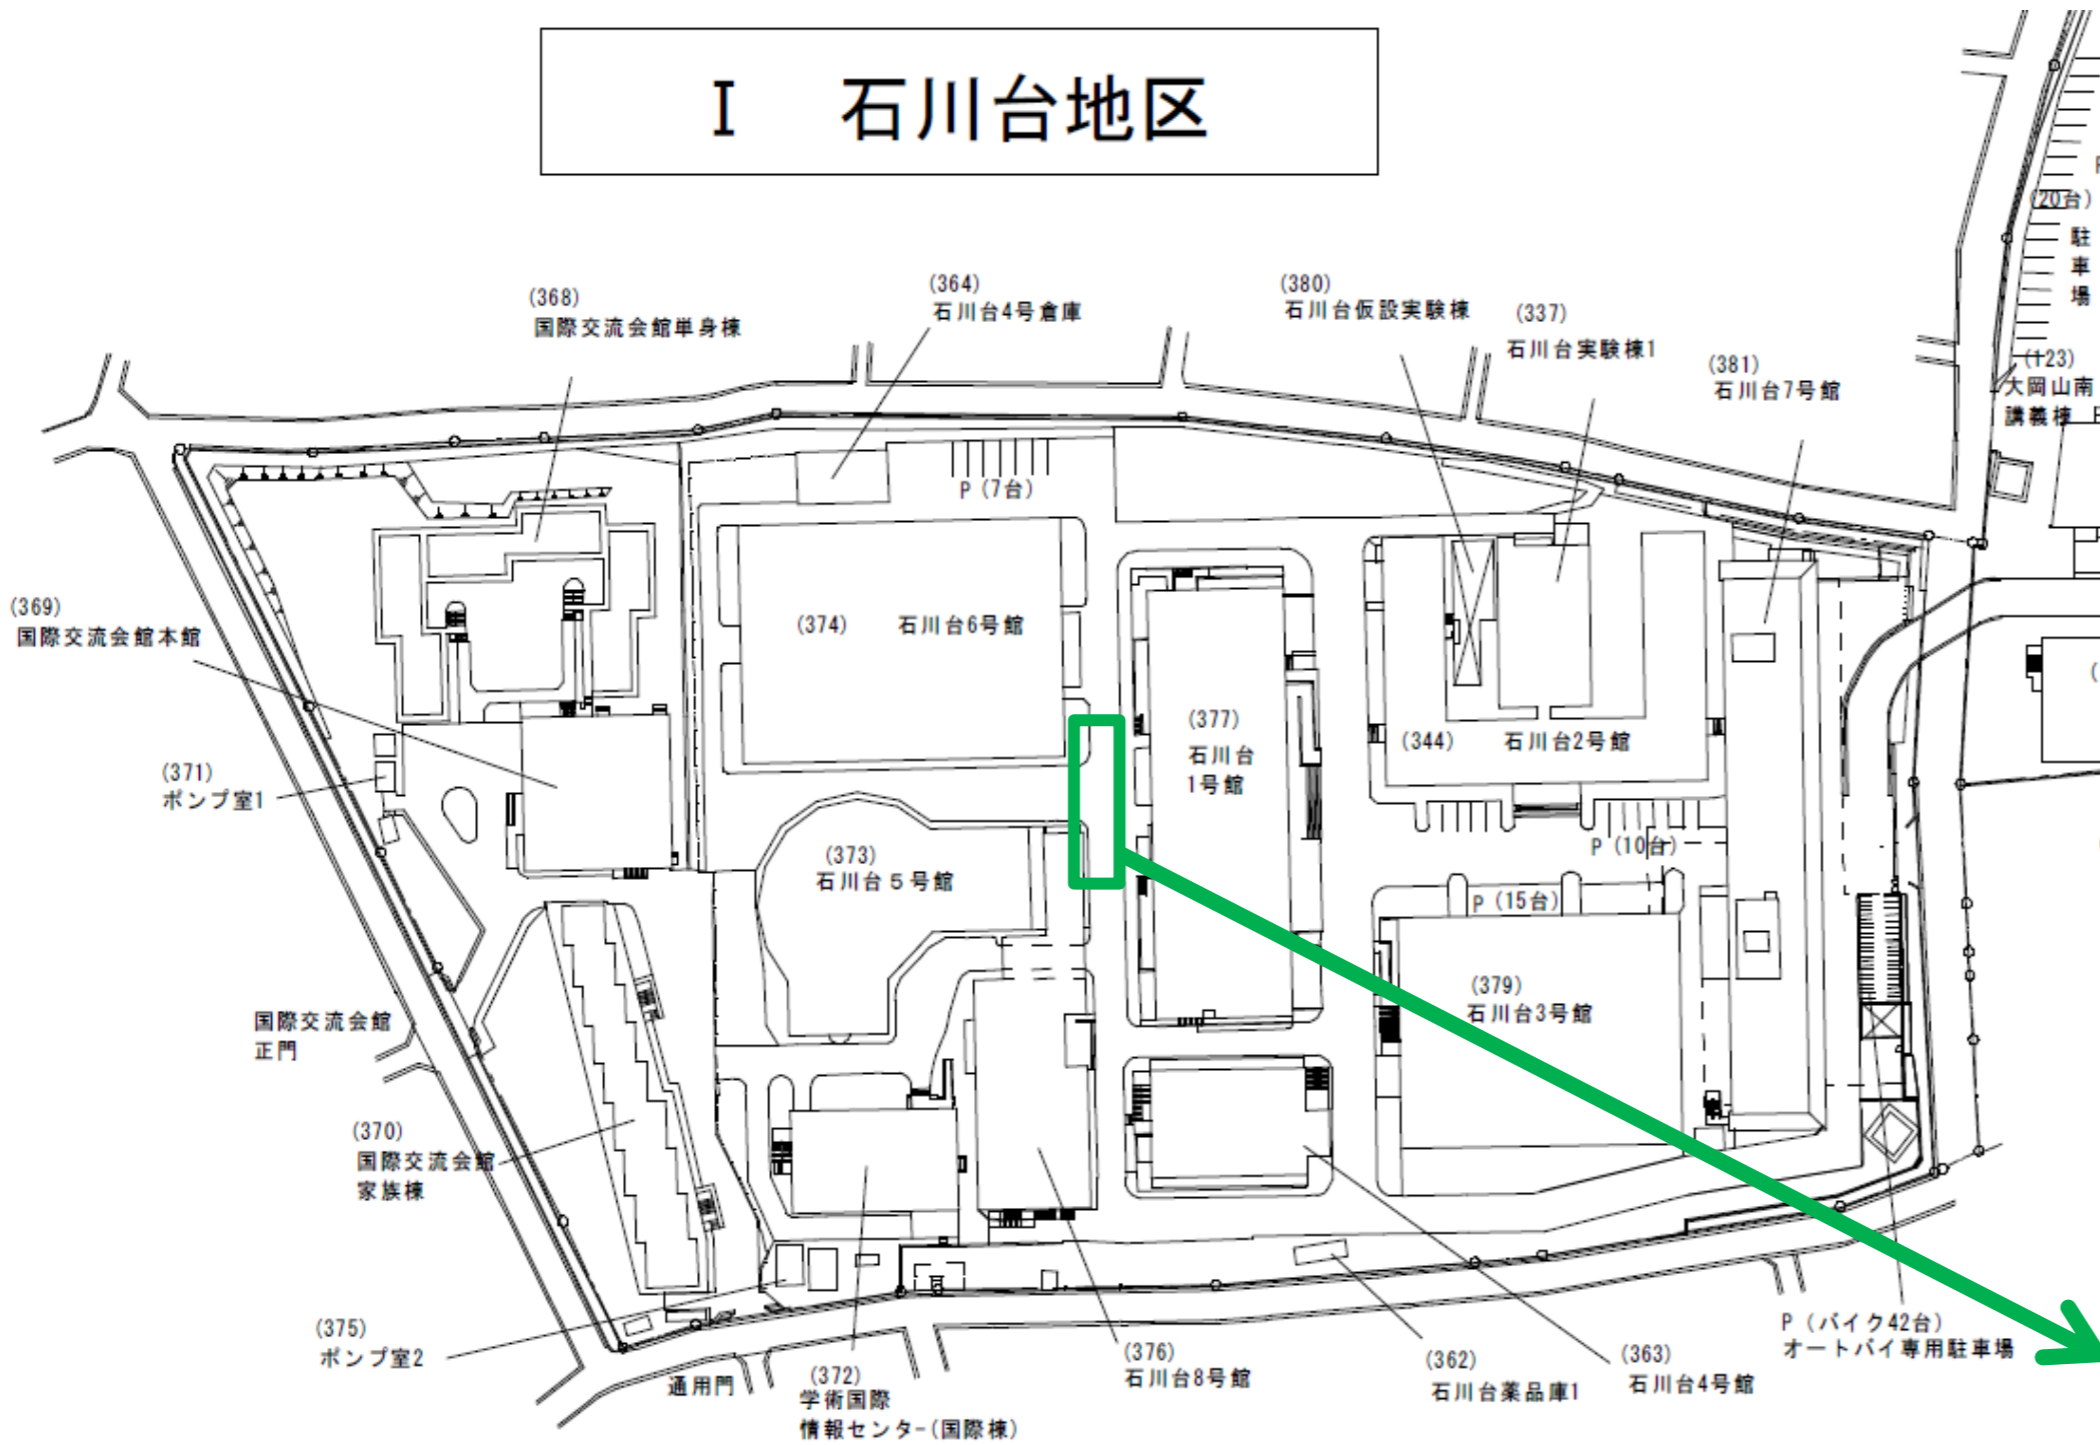 I 石川台地区
(20台)
駐
車
場
(364)
石川台4号倉庫
(380)
石川台仮設実験棟
(368)
国際交流会館単身棟
(337)
石川台実験棟1
(381)
石川台7号館
(123)
大岡山南
講義棟
P (7台)
(369)
国際交流会館本館
(374) 石川台6号館
(377)
石川台
1号館
(344) 石川台2号館
(371)
ポンプ室1
P (10台)
(373)
石川台5号館
P (15台)
(379)
石川台3号館
国際交流会館
正門
(370)
国際交流会館
家族棟
(375)
ポンプ室2
通用門
(372)
学術国際
情報センター(国際棟)
(376)
石川台8号館
(362)
石川台薬品庫1
(363)
石川台4号館
P (バイク42台)
オートバイ専用駐車場